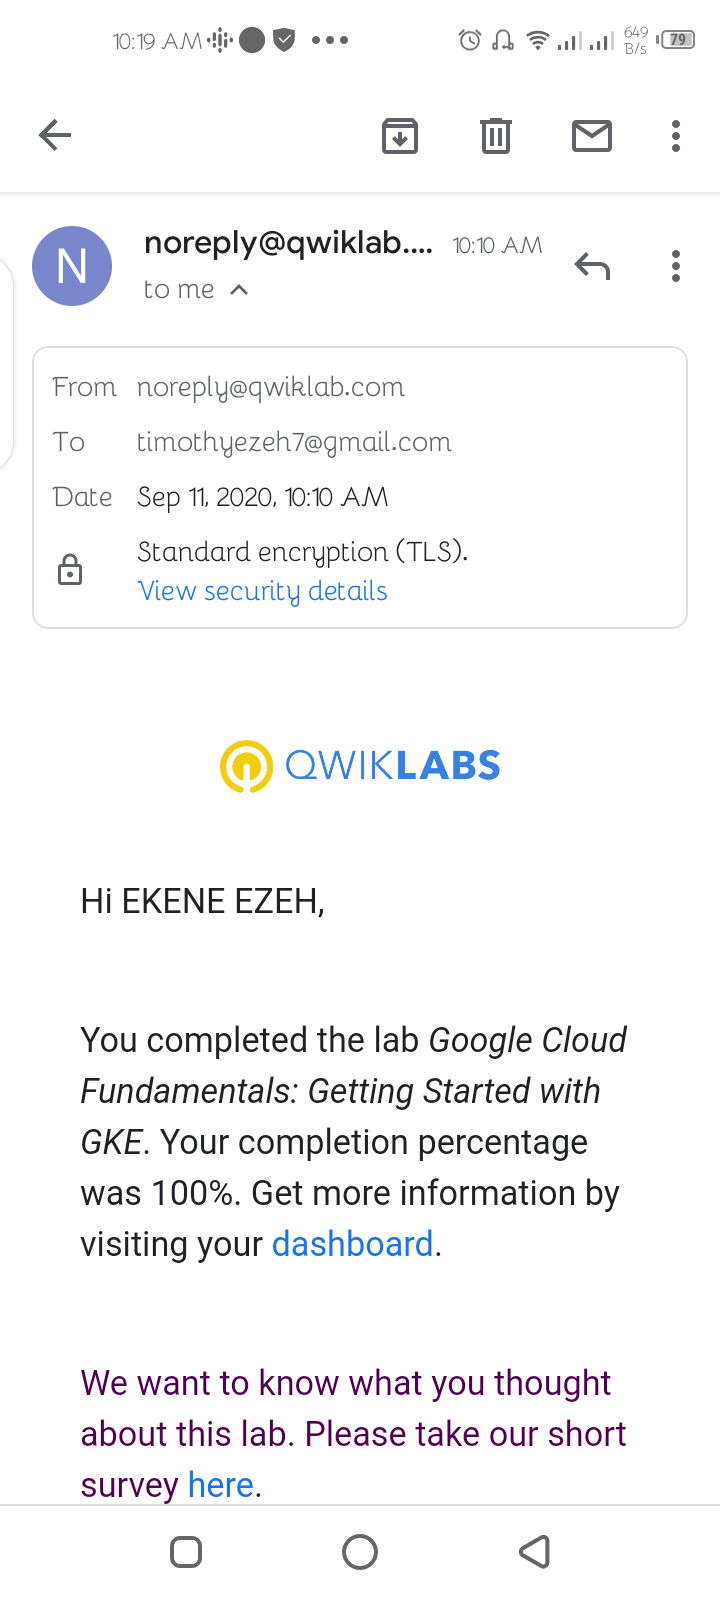 10:19 AM
649
B/s
79
N
noreply@qwiklab.... 10:10 AM
to me
From noreply@qwiklab.com
To timothyezeh7@gmail.com
Date Sep 11, 2020, 10:10 AM
Standard encryption (TLS).
View security details
QWIKLABS
Hi EKENE EZEH,
You completed the lab Google Cloud
Fundamentals: Getting Started with
GKE. Your completion percentage
was 100%. Get more information by
visiting your dashboard.
We want to know what you thought
about this lab. Please take our short
survey here.